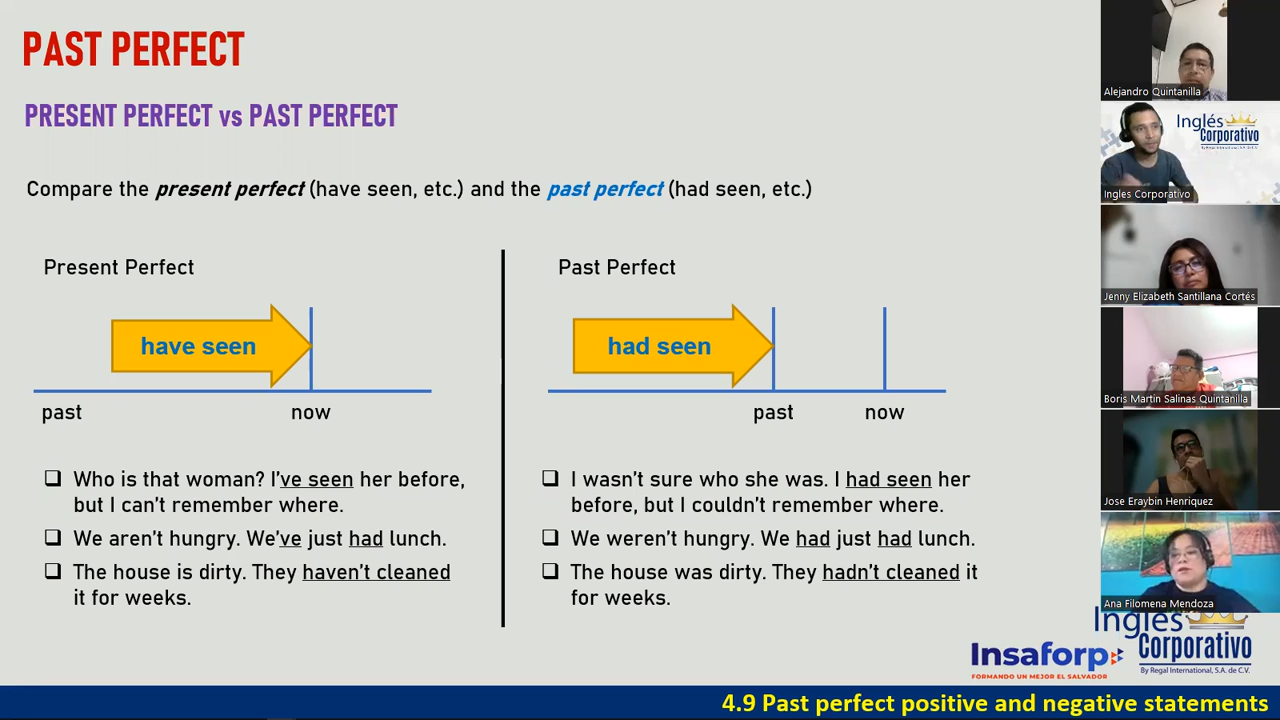 PAST PERFECT
PRESENT PERFECT vs PAST PERFECT
Compare the present perfect (have seen, etc.) and the past perfect (had seen, etc.)
Present Perfect
have seen
past
now
❑ Who is that woman? I've seen her before,
but I can't remember where.
❑ We aren't hungry. We've just had lunch.
❑ The house is dirty. They haven't cleaned
it for weeks.
Past Perfect
had seen
past
now
❑ I wasn't sure who she was. I had seen her
before, but I couldn't remember where.
❑ We weren't hungry. We had just had lunch.
❑ The house was dirty. They hadn't cleaned it
for weeks.
Alejandro Quintanilla
Inglés
Corporativo
By Regal International, S.A. de C.V.
Ingles Corporativo
Jenny Elizabeth Santillana Cortés
Boris Martin Salinas Quintanilla
Jose Eraybin Henriquez
Ana Filomena Mendoza
Insaforp
FORMANDO UN MEJOR EL SALVADOR
Inglés
Corporativo
By Regal International, S.A. de C.V.
4.9 Past perfect positive and negative statements